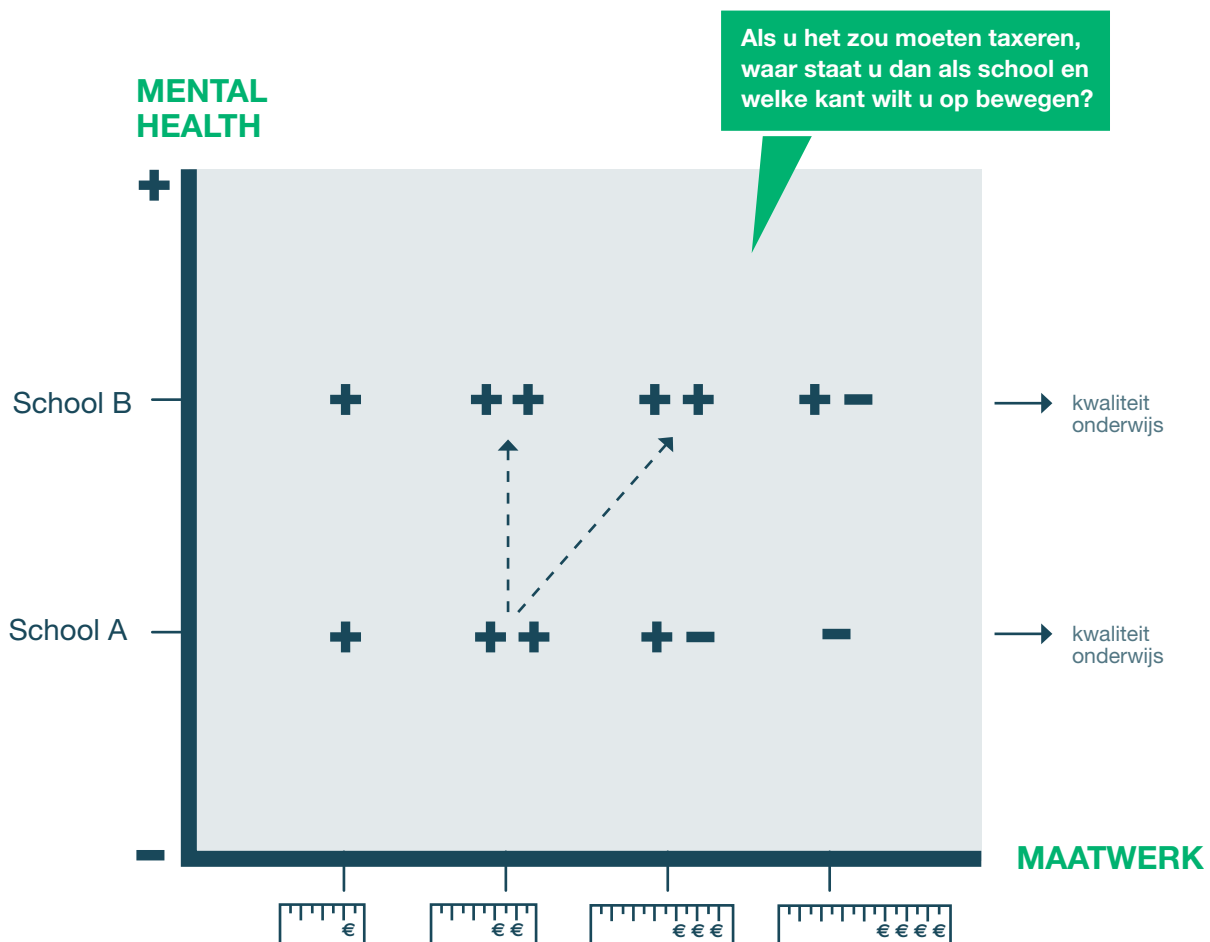 Als u het zou moeten taxeren,
waar staat u dan als school en
welke kant wilt u op bewegen?
MENTAL
HEALTH
+
School B
+
+ +
+ +
+ -
kwaliteit
onderwijs
School A
+
+ +
+ -
-
kwaliteit
onderwijs
-
MAATWERK
€
€ €
€ € €
€ € € €